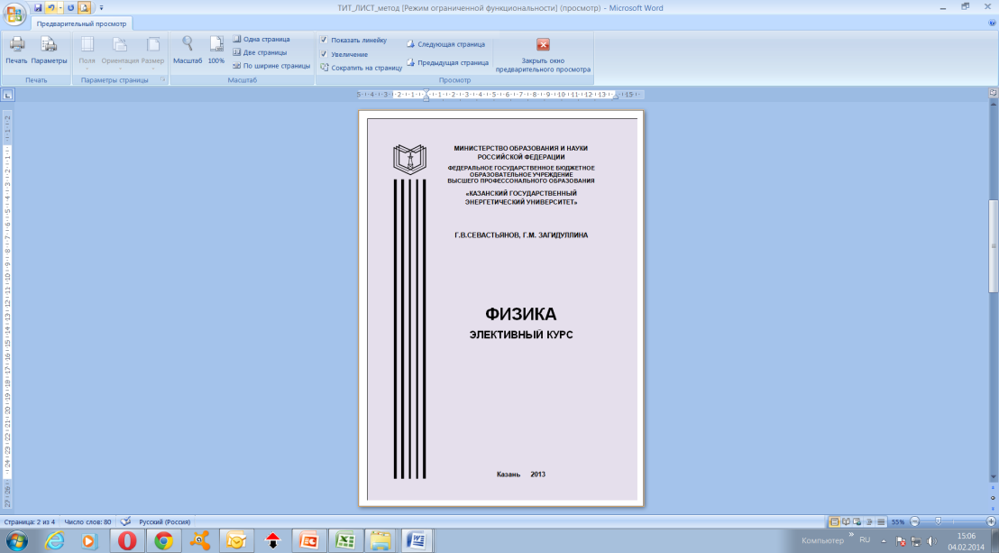 ТИТ_ЛИСТ_метод [Режим ограниченной функциональности] (просмотр) - Microsoft Word
Предварительный просмотр
Печать Параметры
Поля Ориентация Размер
Масштаб 100%
Одна страница
Две страницы
По ширине страницы
Показать линейку
Увеличение
Сократить на страницу
Следующая страница
Предыдущая страница
Закрыть окно
предварительного просмотра
Печать
Параметры страницы
Масштаб
Просмотр
МИНИСТЕРСТВО ОБРАЗОВАНИЯ И НАУКИ
РОССИЙСКОЙ ФЕДЕРАЦИИ
ФЕДЕРАЛЬНОЕ ГОСУДАРСТВЕННОЕ БЮДЖЕТНОЕ
ОБРАЗОВАТЕЛЬНОЕ УЧРЕЖДЕНИЕ
ВЫСШЕГО ПРОФЕССИОНАЛЬНОГО ОБРАЗОВАНИЯ
«КАЗАНСКИЙ ГОСУДАРСТВЕННЫЙ
ЭНЕРГЕТИЧЕСКИЙ УНИВЕРСИТЕТ»
Г.В.СЕВАСТЬЯНОВ, Г.М. ЗАГИДУЛЛИНА
ФИЗИКА
ЭЛЕКТИВНЫЙ КУРС
Казань 2013
Страница: 2 из 4 Число слов: 80 Русский (Россия)
55%
Компьютер » RU
15:06
04.02.2014